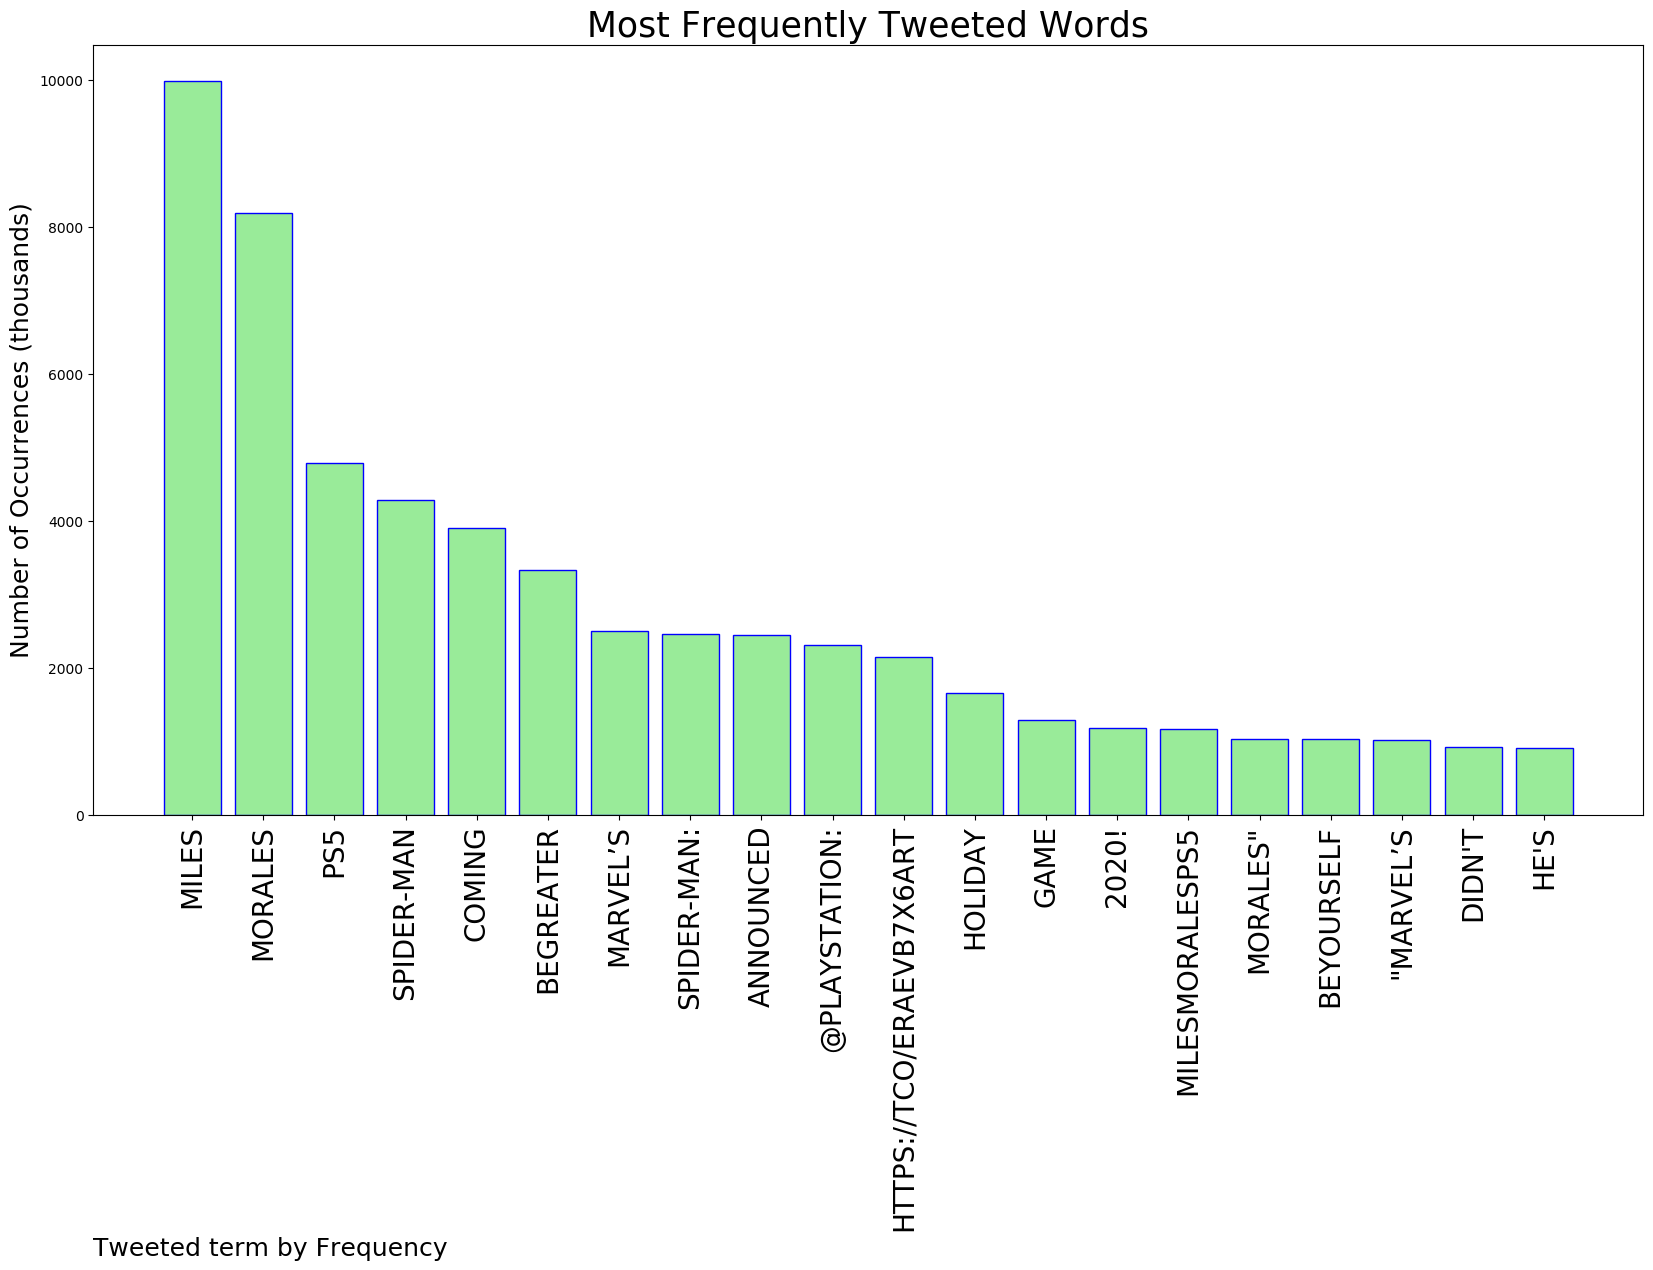 Most Frequently Tweeted Words
Number of Occurrences (thousands)
10000
8000
6000
4000
2000
0
MILES
MORALES
PS5
SPIDER-MAN
COMING
BEGREATER
MARVEL’S
SPIDER-MAN:
ANNOUNCED
@PLAYSTATION:
HTTPS://TCO/ERAEVB7X6ART
HOLIDAY
GAME
2020!
MILESMORALESPS5
MORALES"
BEYOURSELF
"MARVEL’S
DIDN'T
HE'S
Tweeted term by Frequency